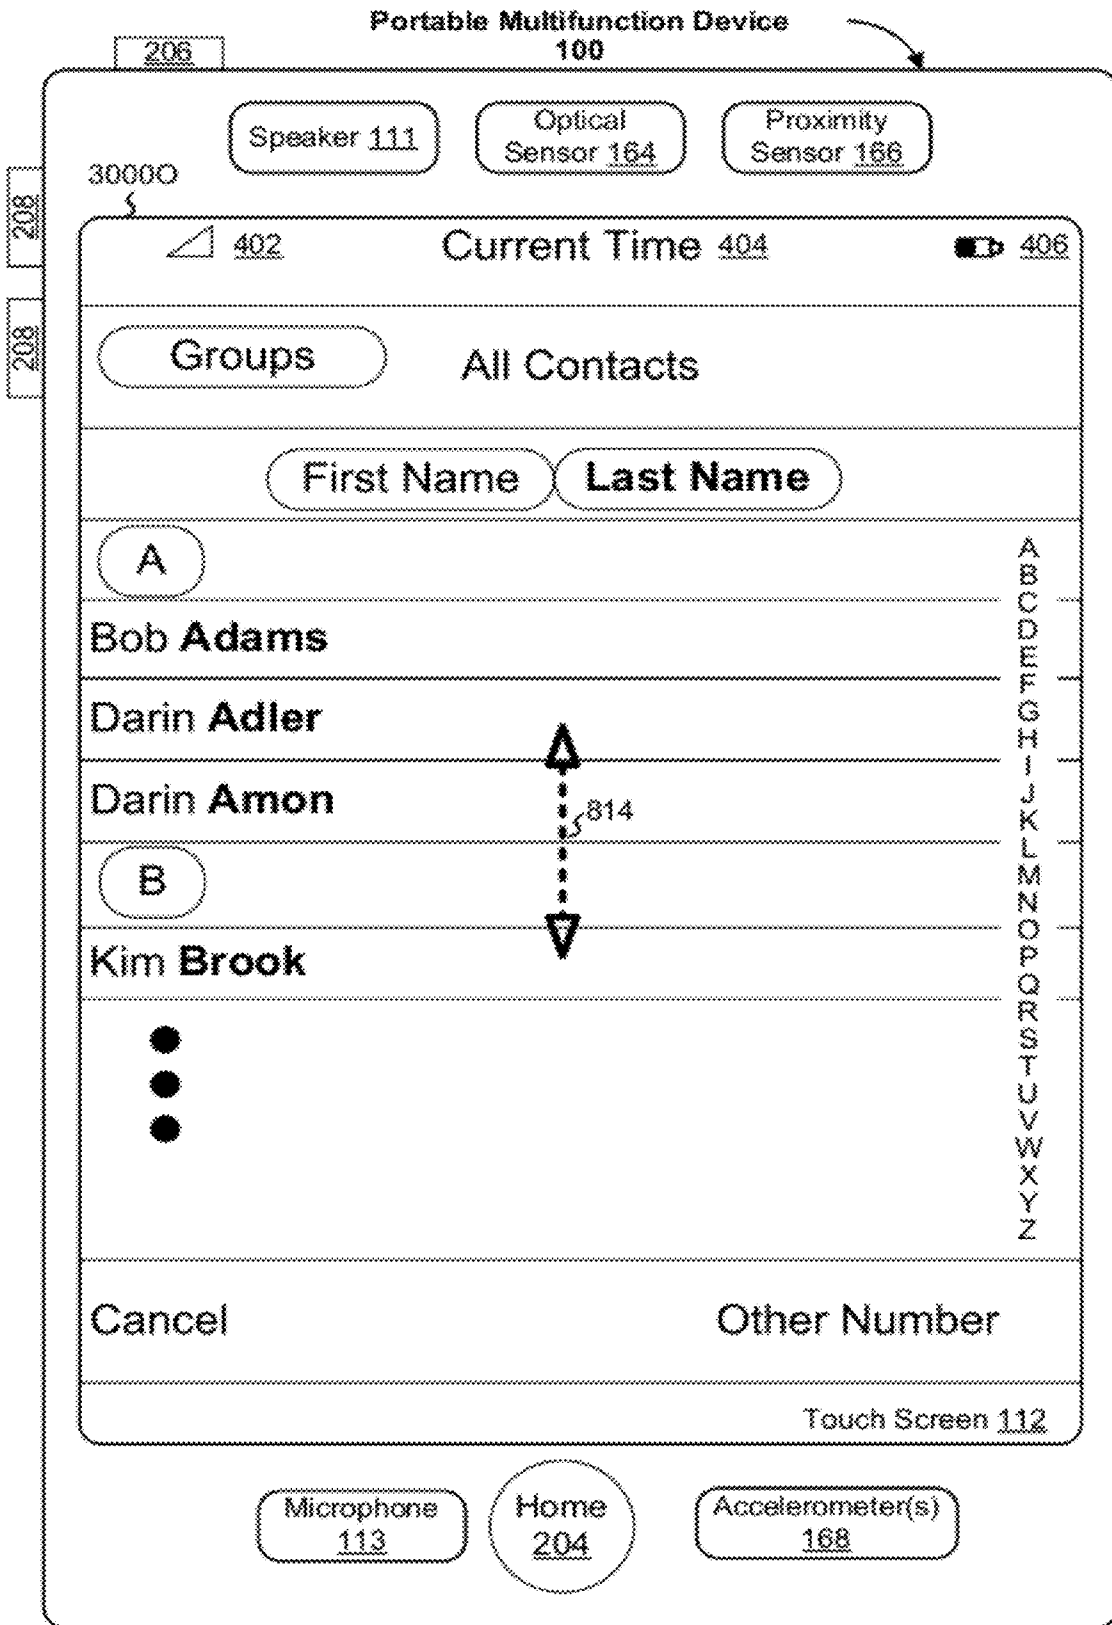 Portable Multifunction Device
100
206
Speaker 111
Optical
Sensor 164
Proximity
Sensor 166
3000O
208
208
402
Current Time 404
406
Groups
All Contacts
First Name
Last Name
A
Bob Adams
Darin Adler
Darin Amon
814
B
Kim Brook
A
B
C
D
E
F
G
H
I
J
K
L
M
N
O
P
Q
R
S
T
U
V
W
X
Y
Z
Cancel
Other Number
Touch Screen 112
Microphone
113
Home
204
Accelerometer(s)
168